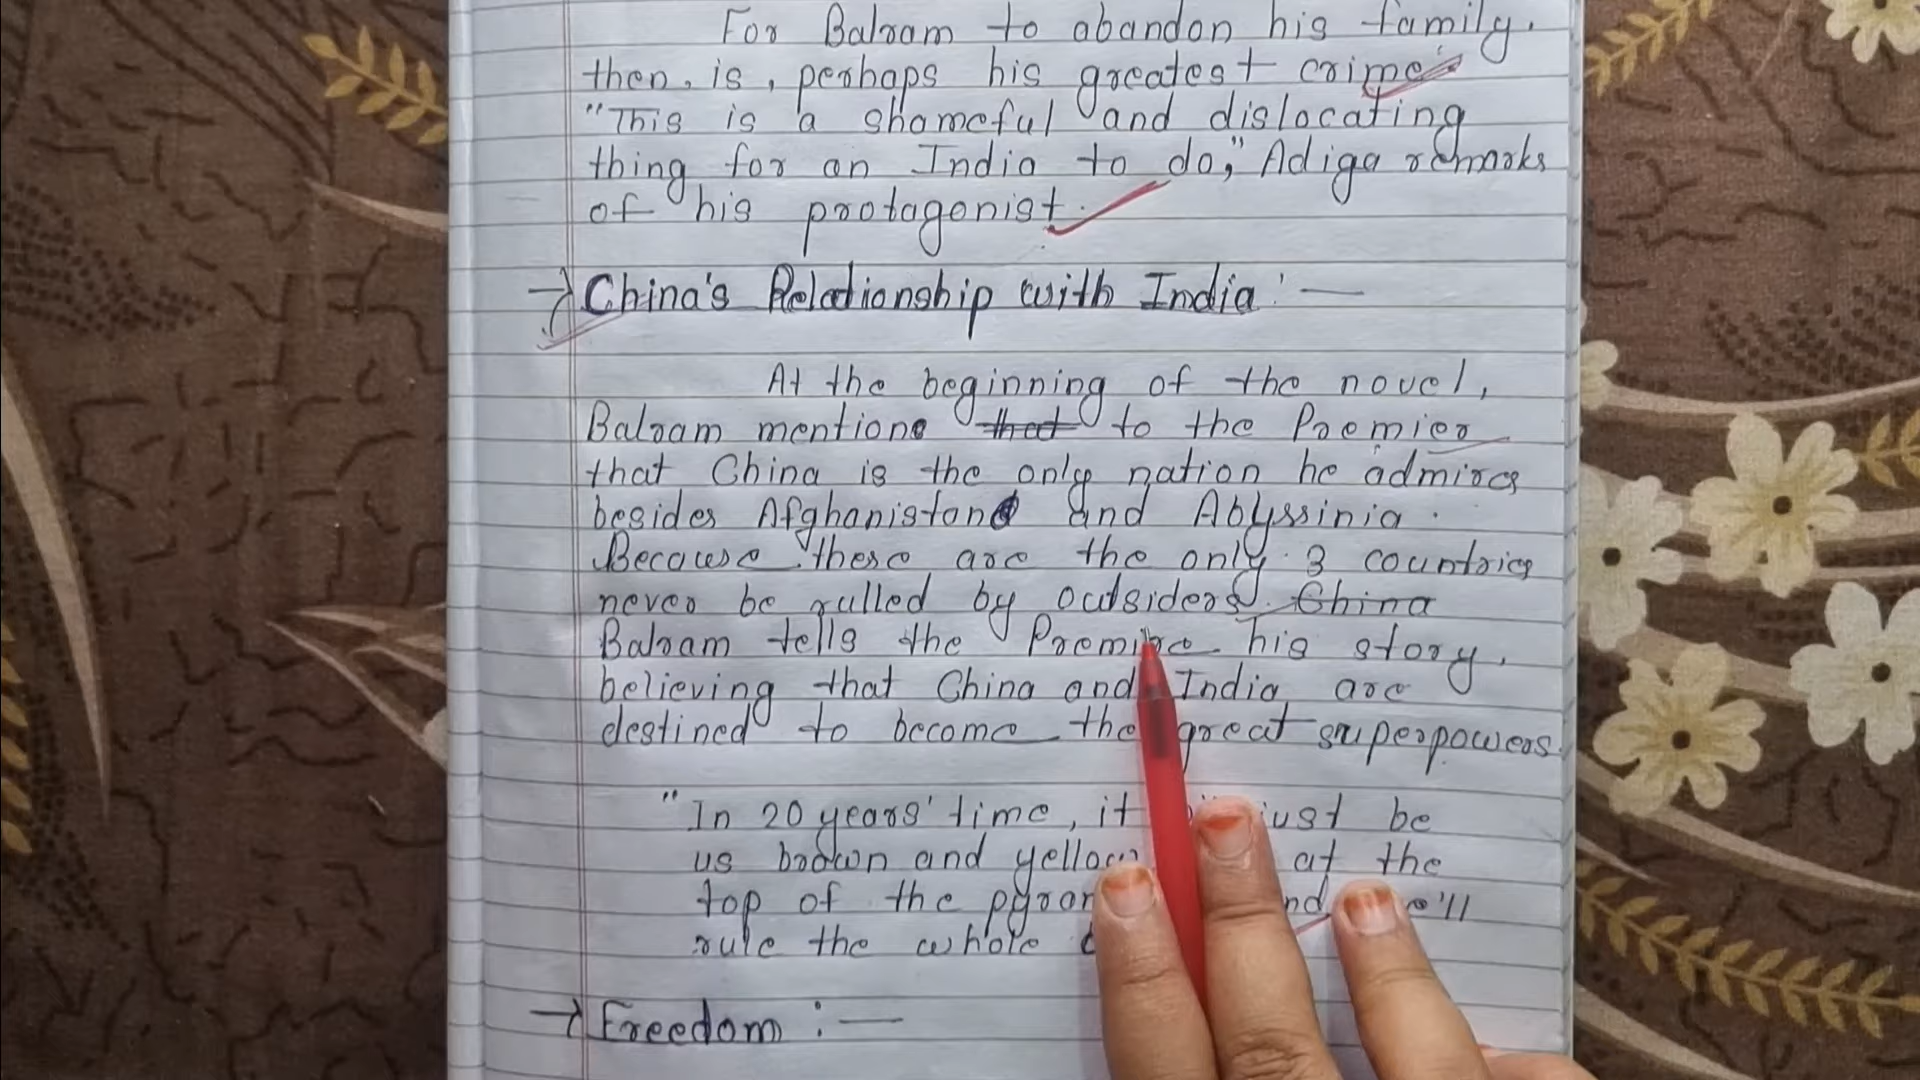 For Balram to abandon his family.
then, is, perhaps his greatest crime
"This is a shameful and dislocating
thing for an India to do," Adiga remarks
of his protagonist.
→ China's Relationship with India :—
At the beginning of the novel,
Balram mentione that to the Premier
that China is the only nation he admires
besides Afghanistan and Abyssinia.
Because these are the only 3 countries
never be rulled by outsiders. China
Balram tells the Premire his story,
believing that China and India are
destined to become the great superpowers.
"In 20 years' time, it just be
us brown and yellow at the
top of the
rule the whole
→ Freedom :—